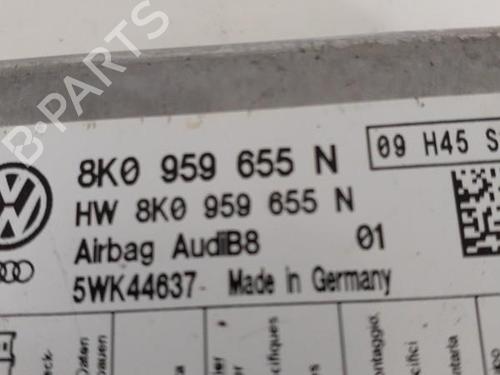 8K0 959 655 N
09 H45 S
HW 8K0 959 655 N
Airbag AudiB8 01
5WK44637 Made in Germany
B-PARTS